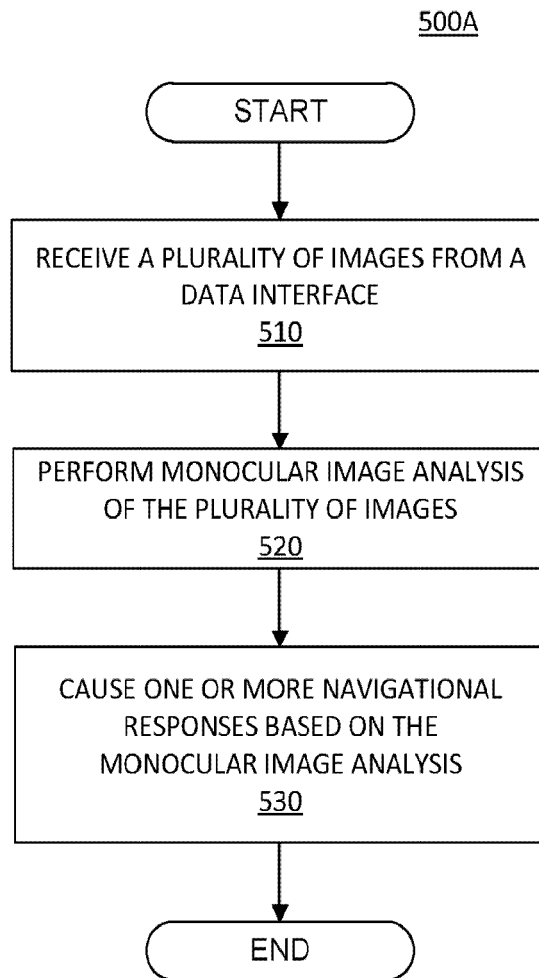 500A
START
RECEIVE A PLURALITY OF IMAGES FROM A
DATA INTERFACE
510
PERFORM MONOCULAR IMAGE ANALYSIS
OF THE PLURALITY OF IMAGES
520
CAUSE ONE OR MORE NAVIGATIONAL
RESPONSES BASED ON THE
MONOCULAR IMAGE ANALYSIS
530
END